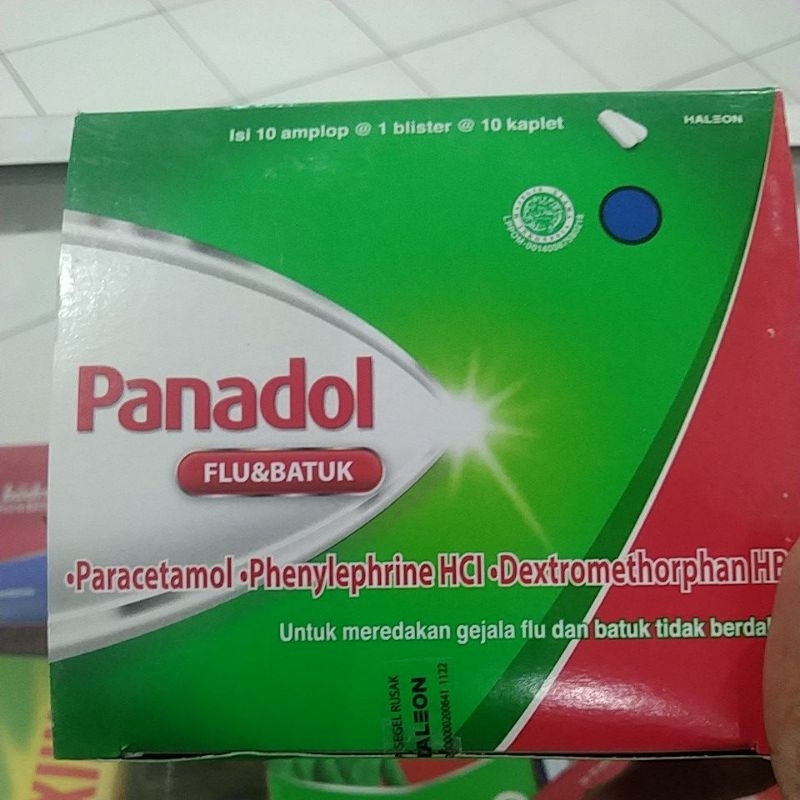 Isi 10 amplop @ 1 blister @ 10 kaplet
HALEON
Panadol
FLU&BATUK
•Paracetamol •Phenylephrine HCl •Dextromethorphan HB
Untuk meredakan gejala flu dan batuk tidak berda
SEGEL RUSAK
HALEON